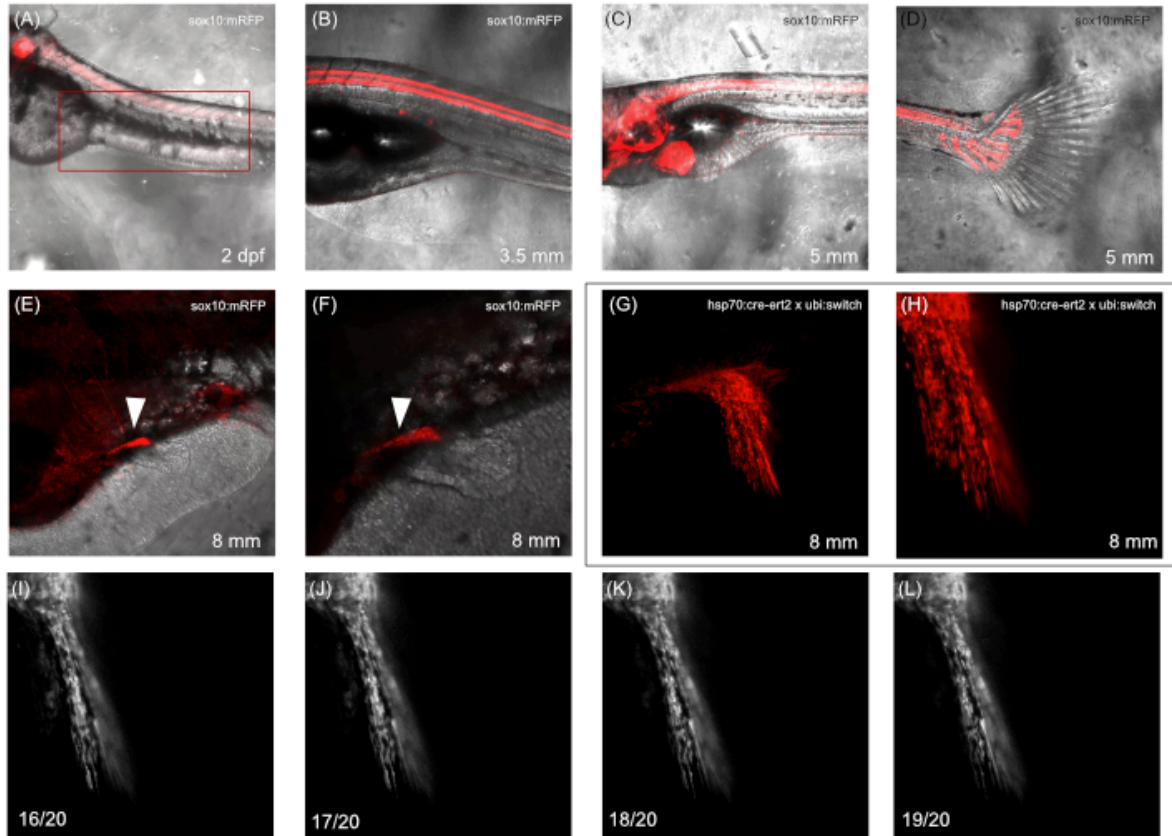 (A) sox10:mRFP
2 dpf
(B) sox10:mRFP
3.5 mm
(C) sox10:mRFP
5 mm
(D) sox10:mRFP
5 mm
(E) sox10:mRFP
8 mm
(F) sox10:mRFP
8 mm
(G) hsp70:cre-ert2 x ubi:switch
8 mm
(H) hsp70:cre-ert2 x ubi:switch
8 mm
(I)
16/20
(J)
17/20
(K)
18/20
(L)
19/20